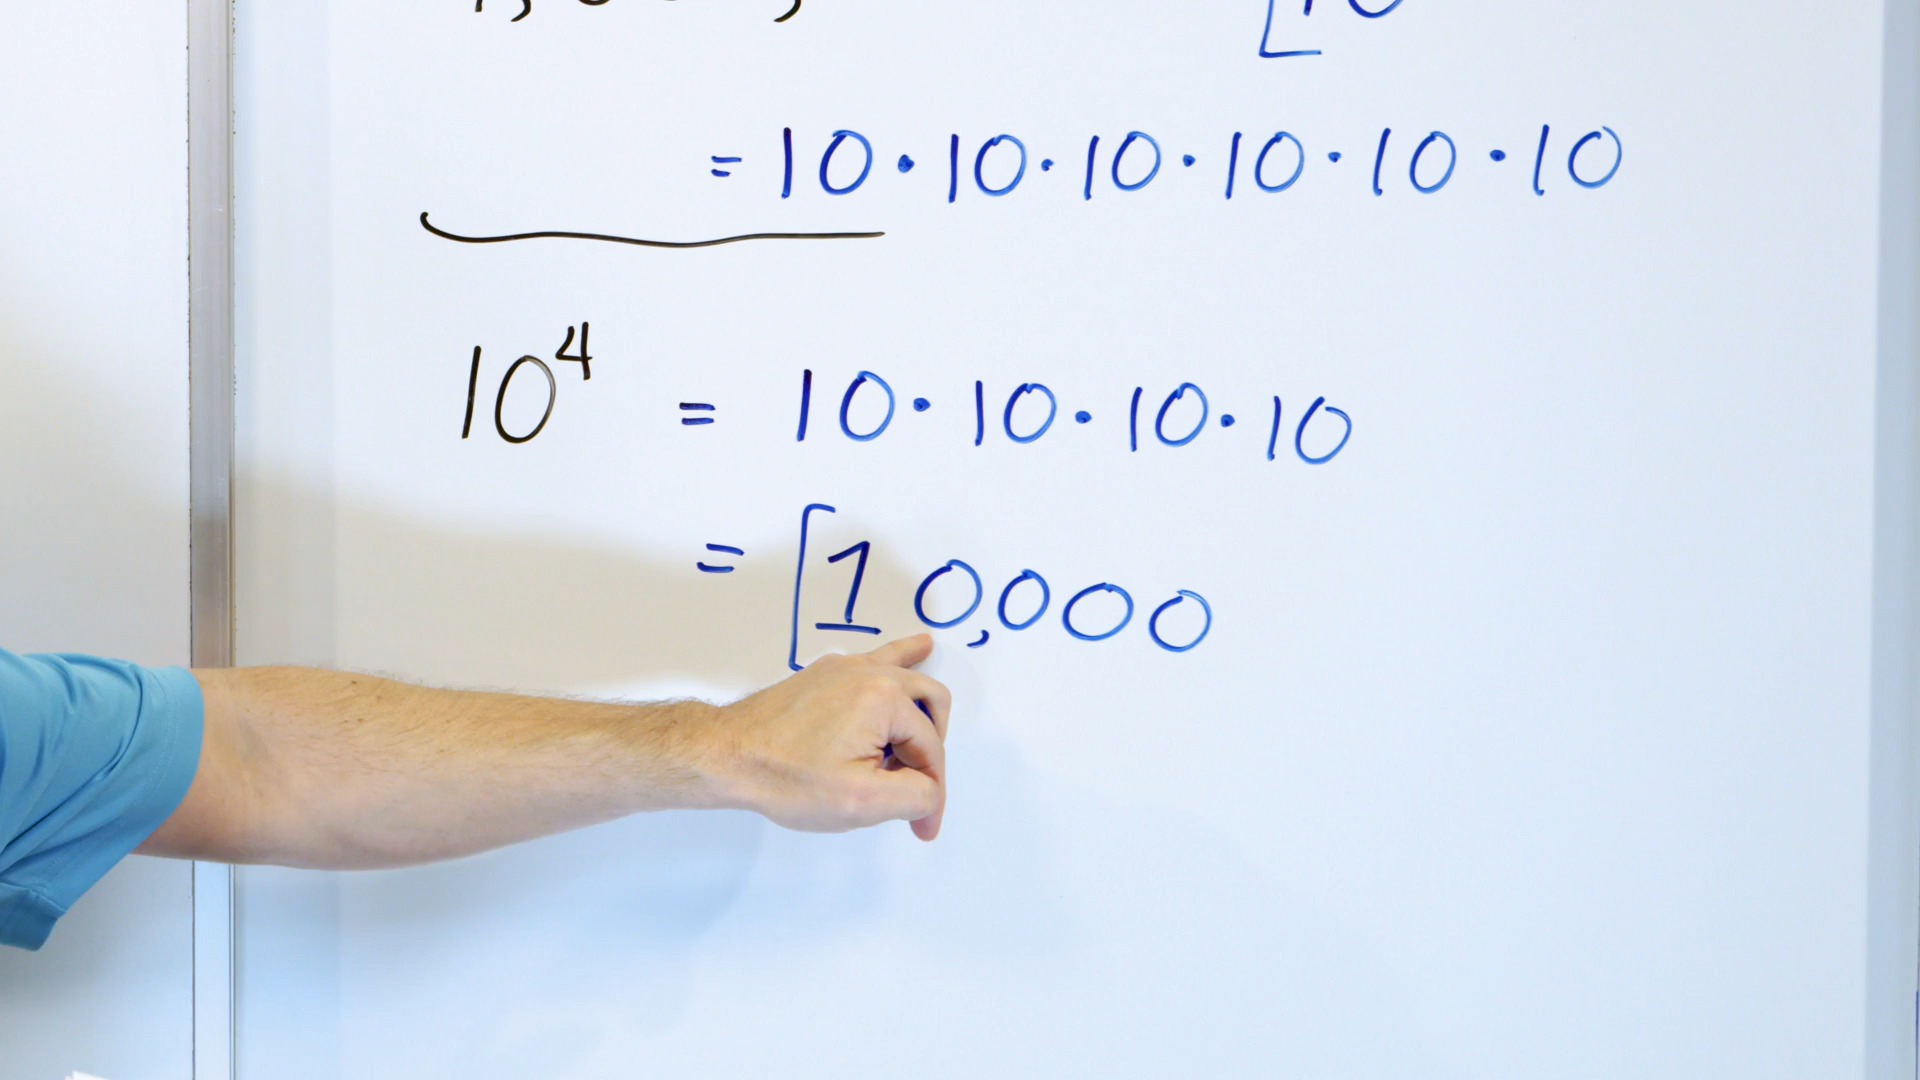 = 10 · 10 · 10 · 10 · 10 · 10
10⁴ = 10 · 10 · 10 · 10
= [10,000